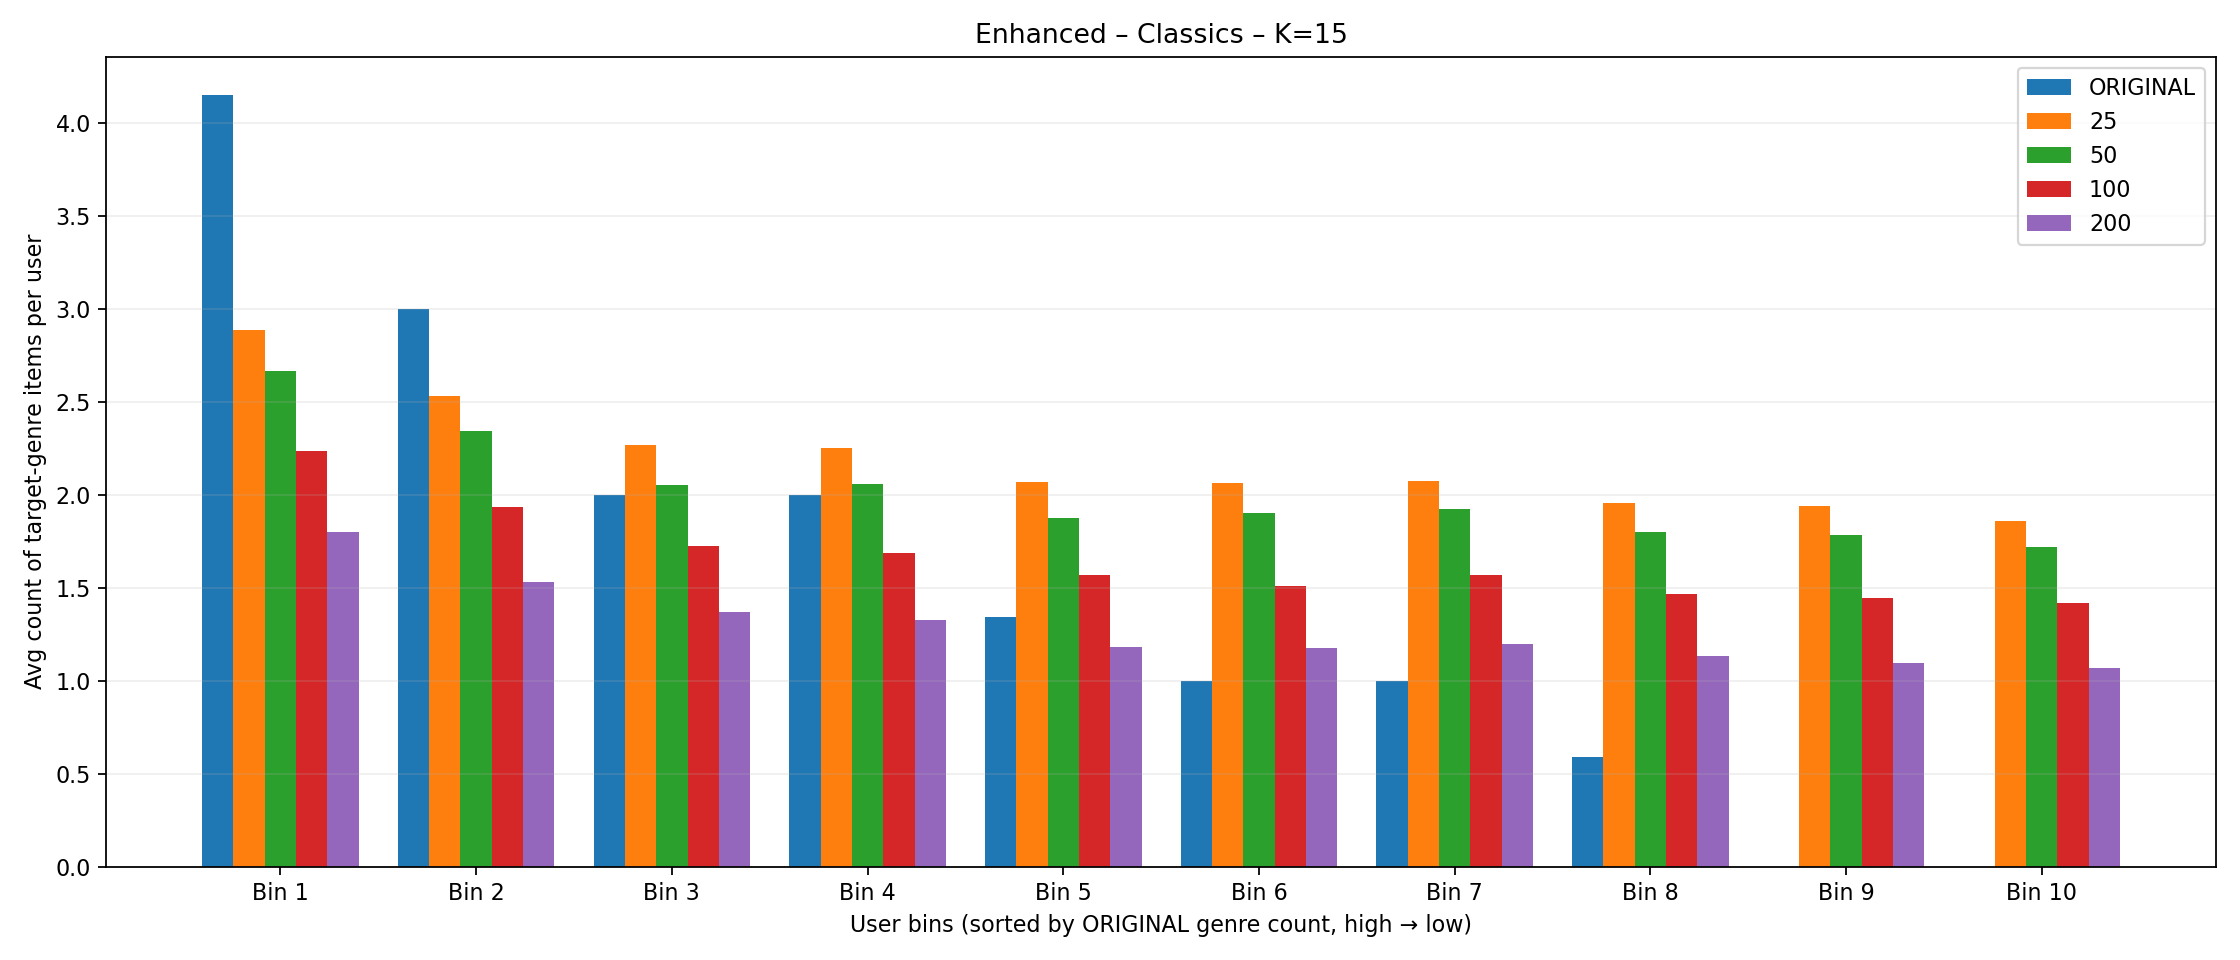 Enhanced – Classics – K=15
ORIGINAL
25
50
100
200
Avg count of target-genre items per user
4.0
3.5
3.0
2.5
2.0
1.5
1.0
0.5
0.0
Bin 1
Bin 2
Bin 3
Bin 4
Bin 5
Bin 6
Bin 7
Bin 8
Bin 9
Bin 10
User bins (sorted by ORIGINAL genre count, high → low)